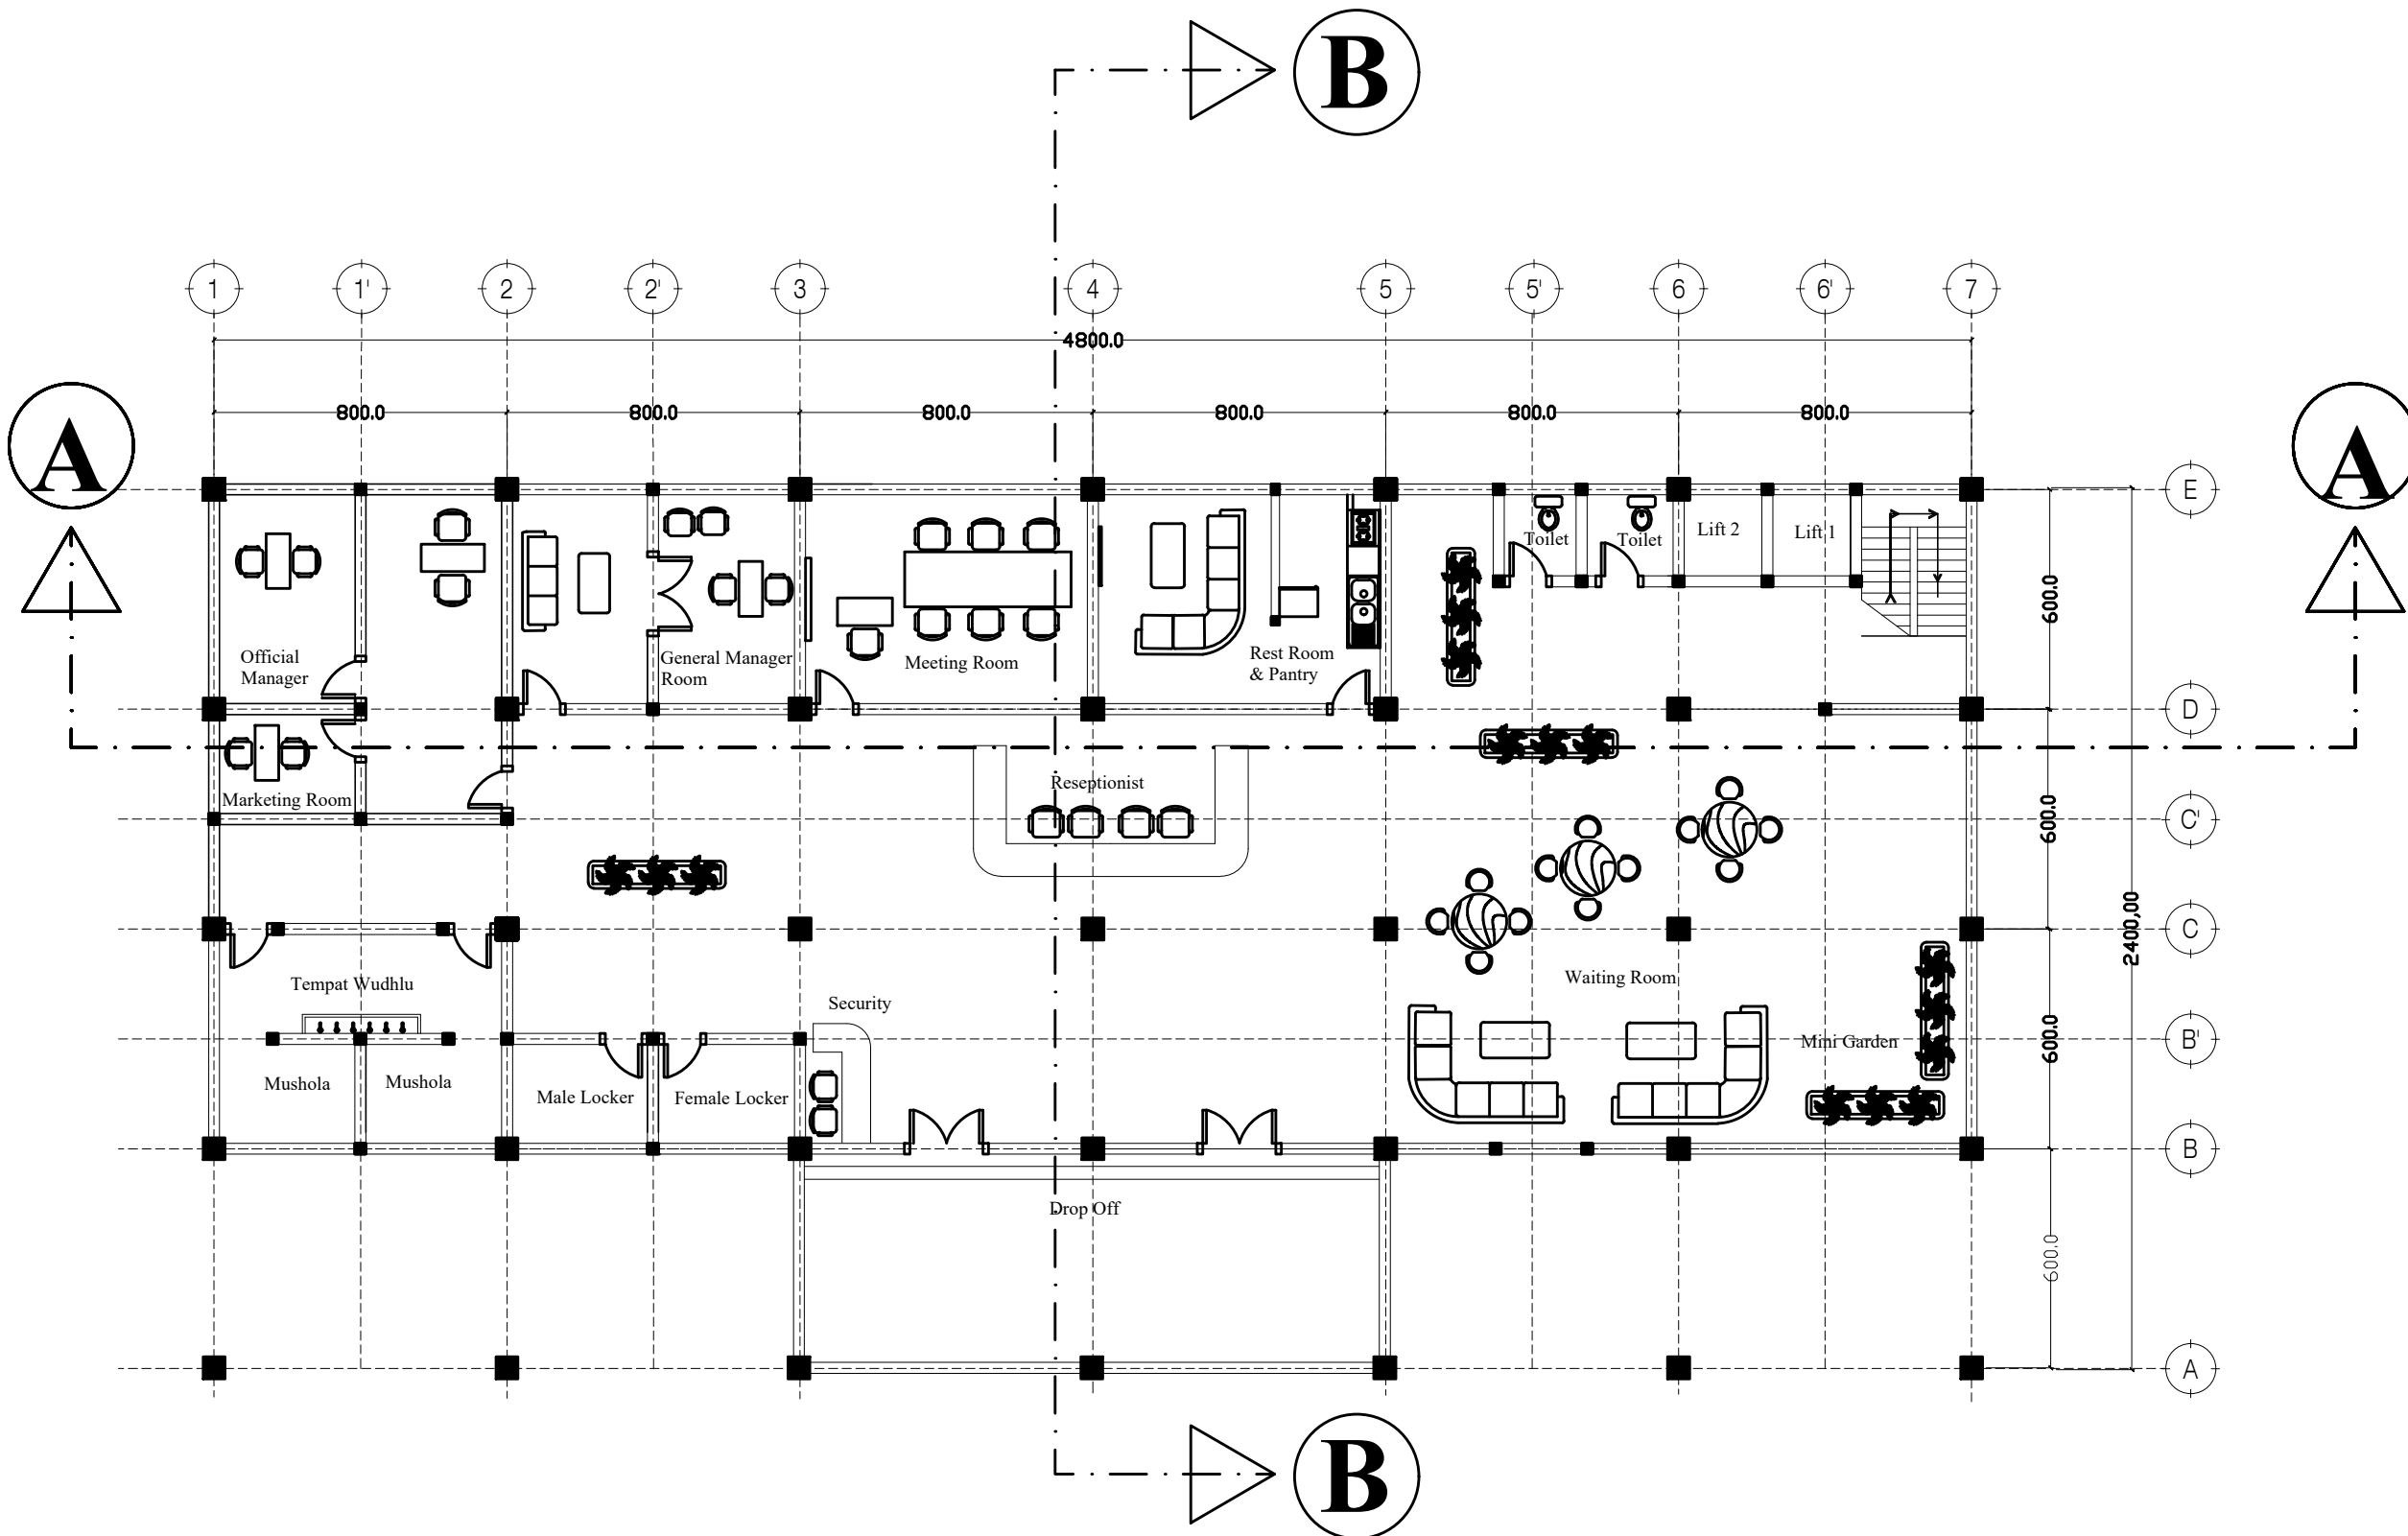 B
1
1'
2
2'
3
4
5
5'
6
6'
7
4800.0
800.0
800.0
800.0
800.0
800.0
800.0
A
A
E
Toilet
Toilet
Lift 2
Lift 1
600.0
Official
Manager
General Manager
Room
Meeting Room
Rest Room
& Pantry
D
Reseptionist
Marketing Room
600.0
C'
2400,00
C
Tempat Wudhlu
Security
Waiting Room
600.0
B'
Mini Garden
Mushola
Mushola
Male Locker
Female Locker
B
Drop Off
600.0
A
B